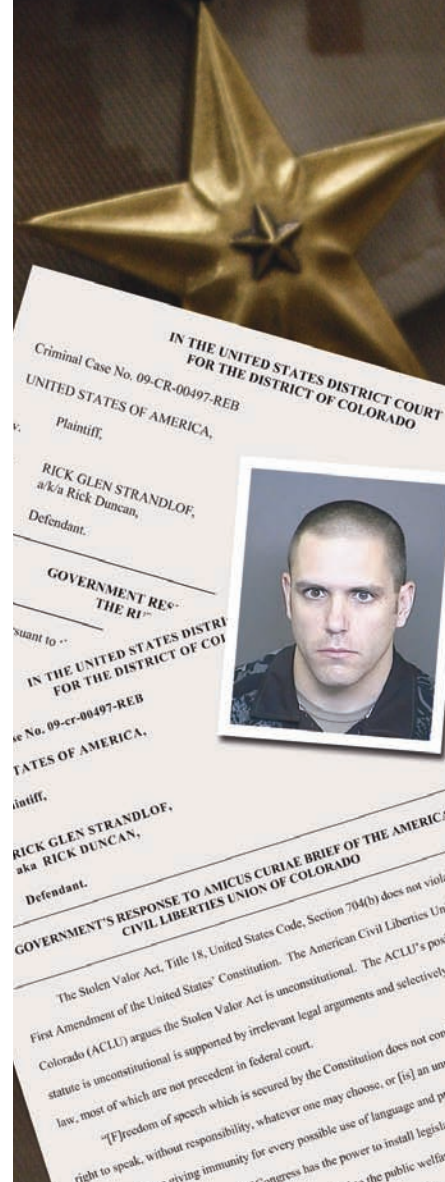 IN THE UNITED STATES DISTRICT COURT
FOR THE DISTRICT OF COLORADO
Criminal Case No. 09-CR-00497-REB
UNITED STATES OF AMERICA,
Plaintiff,
v.
RICK GLEN STRANDLOF,
a/k/a Rick Duncan,
Defendant.
GOVERNMENT
THE
suant to
IN THE UNITED STATES
FOR THE DISTRICT OF
No. 09-cr-00497-REB
TATES OF AMERICA,
intiff,
RICK GLEN STRANDLOF,
aka RICK DUNCAN,
Defendant.
GOVERNMENT'S RESPONSE TO AMICUS CURIAE BRIEF OF THE AMERICA
CIVIL LIBERTIES UNION OF COLORADO
The Stolen Valor Act, Title 18, United States Code, Section 704(b) does not viola
First Amendment of the United States' Constitution. The American Civil Liberties Un
Colorado (ACLU) argues the Stolen Valor Act is unconstitutional. The ACLU's po
statute is unconstitutional is supported by irrelevant legal arguments and selectively
law, most of which are not precedent in federal court.
"[F]reedom of speech which is secured by the Constitution does not con
right to speak, without responsibility, whatever one may choose, or [is] an un
giving immunity for every possible use of language and p
Congress has the power to install legisla
the public welfar